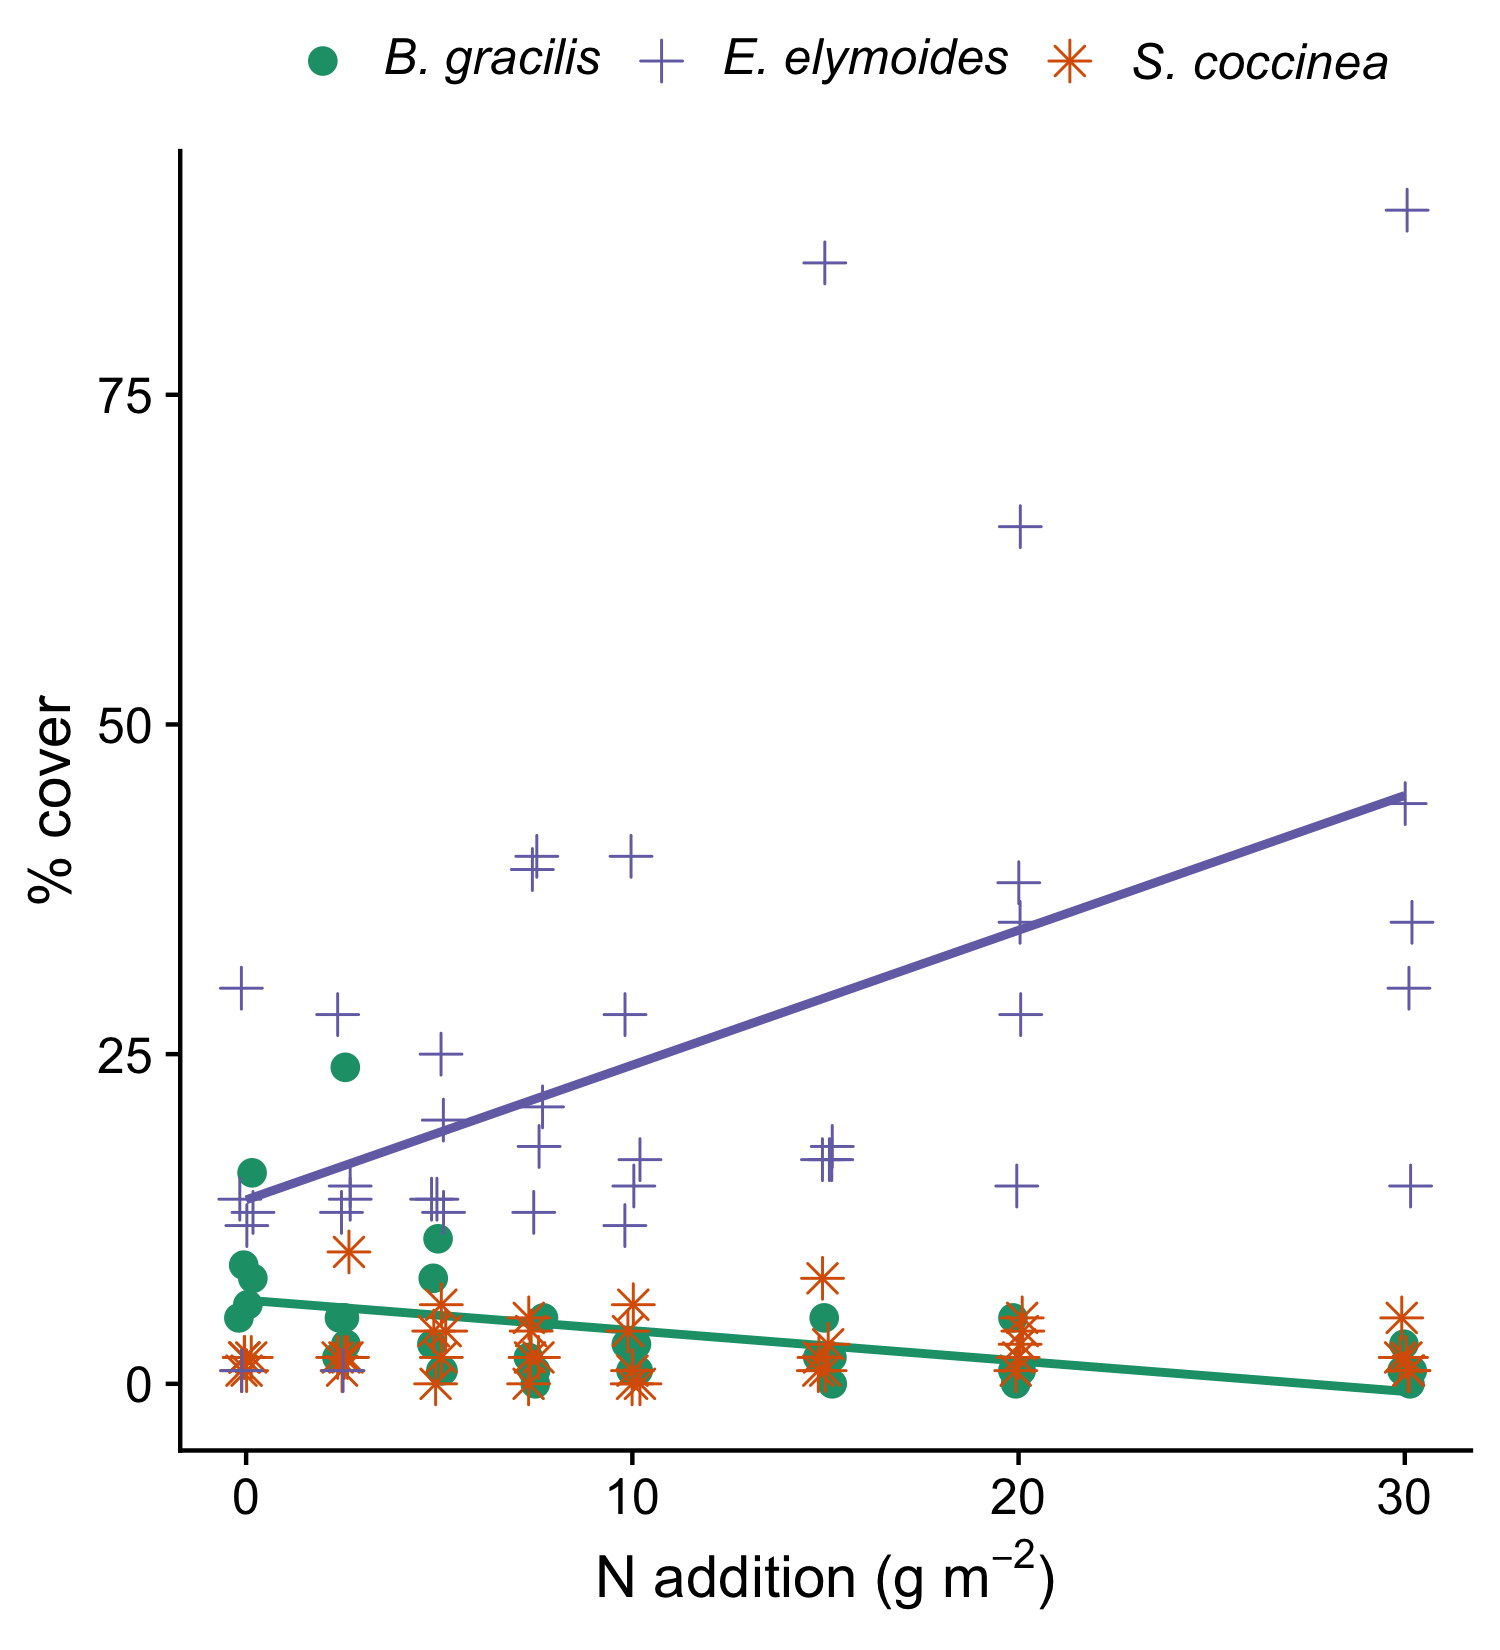 B. gracilis E. elymoides S. coccinea
% cover
75
50
25
0
0 10 20 30
N addition (g m⁻²)